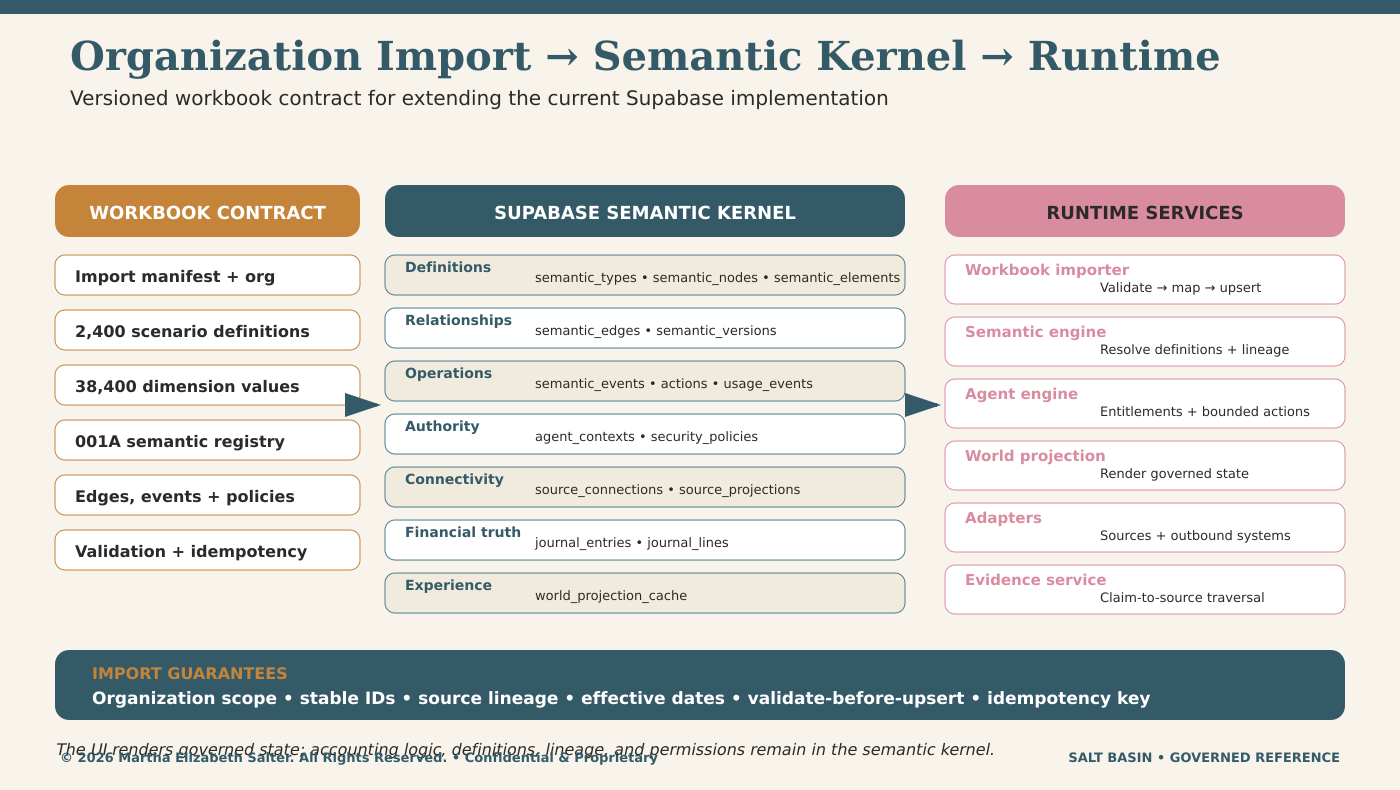 Organization Import → Semantic Kernel → Runtime
Versioned workbook contract for extending the current Supabase implementation
WORKBOOK CONTRACT
Import manifest + org
2,400 scenario definitions
38,400 dimension values
001A semantic registry
Edges, events + policies
Validation + idempotency
SUPABASE SEMANTIC KERNEL
Definitions
semantic_types • semantic_nodes • semantic_elements
Relationships
semantic_edges • semantic_versions
Operations
semantic_events • actions • usage_events
Authority
agent_contexts • security_policies
Connectivity
source_connections • source_projections
Financial truth
journal_entries • journal_lines
Experience
world_projection_cache
RUNTIME SERVICES
Workbook importer
Validate → map → upsert
Semantic engine
Resolve definitions + lineage
Agent engine
Entitlements + bounded actions
World projection
Render governed state
Adapters
Sources + outbound systems
Evidence service
Claim-to-source traversal
IMPORT GUARANTEES
Organization scope • stable IDs • source lineage • effective dates • validate-before-upsert • idempotency key
The UI renders governed state; accounting logic, definitions, lineage, and permissions remain in the semantic kernel.
© 2026 Martha Elizabeth Salter. All Rights Reserved. • Confidential & Proprietary
SALT BASIN • GOVERNED REFERENCE